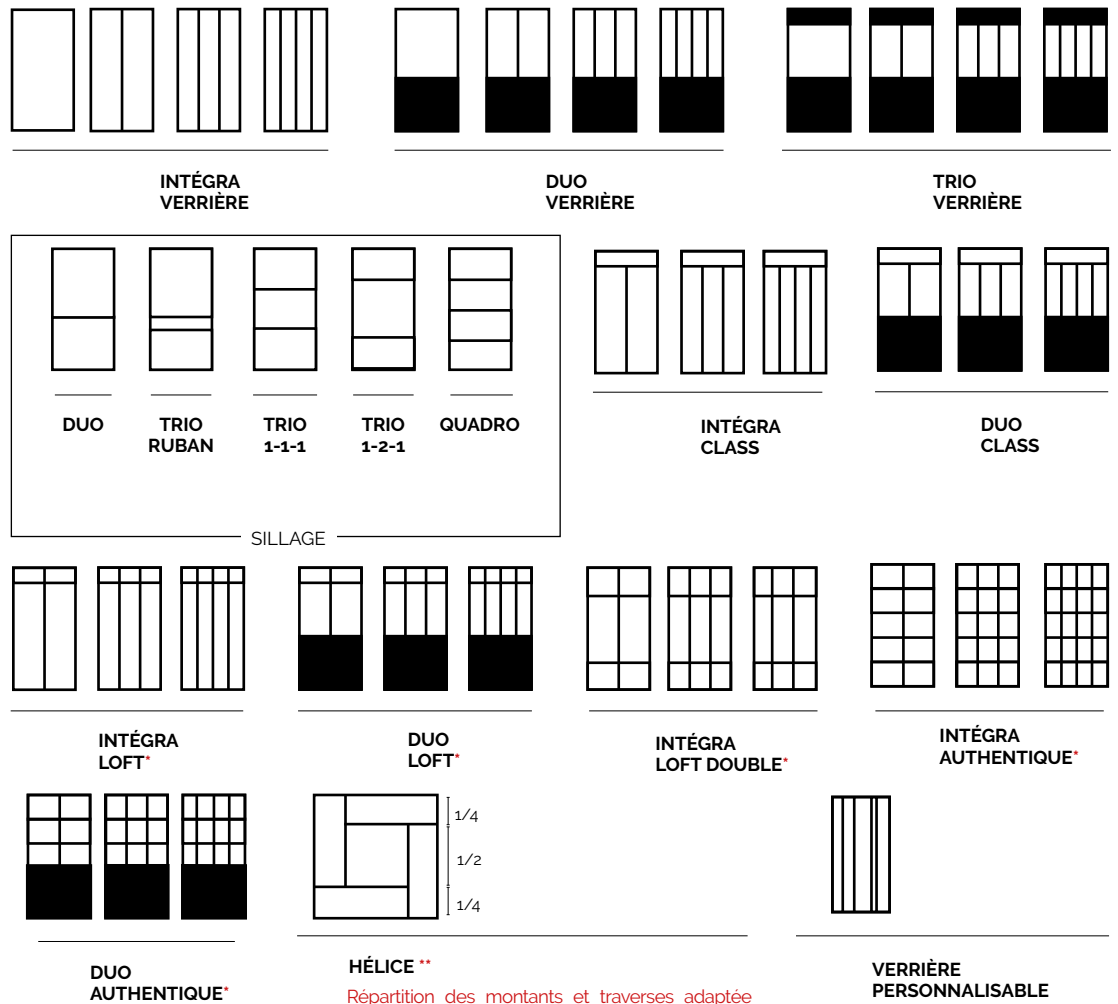 INTÉGRA
VERRIÈRE
DUO
VERRIÈRE
TRIO
VERRIÈRE
DUO
TRIO
RUBAN
TRIO
1-1-1
TRIO
1-2-1
QUADRO
SILLAGE
INTÉGRA
CLASS
DUO
CLASS
INTÉGRA
LOFT*
DUO
LOFT*
INTÉGRA
LOFT DOUBLE*
INTÉGRA
AUTHENTIQUE*
DUO
AUTHENTIQUE*
1/4
1/2
1/4
HÉLICE **
Répartition des montants et traverses adaptée
VERRIÈRE
PERSONNALISABLE